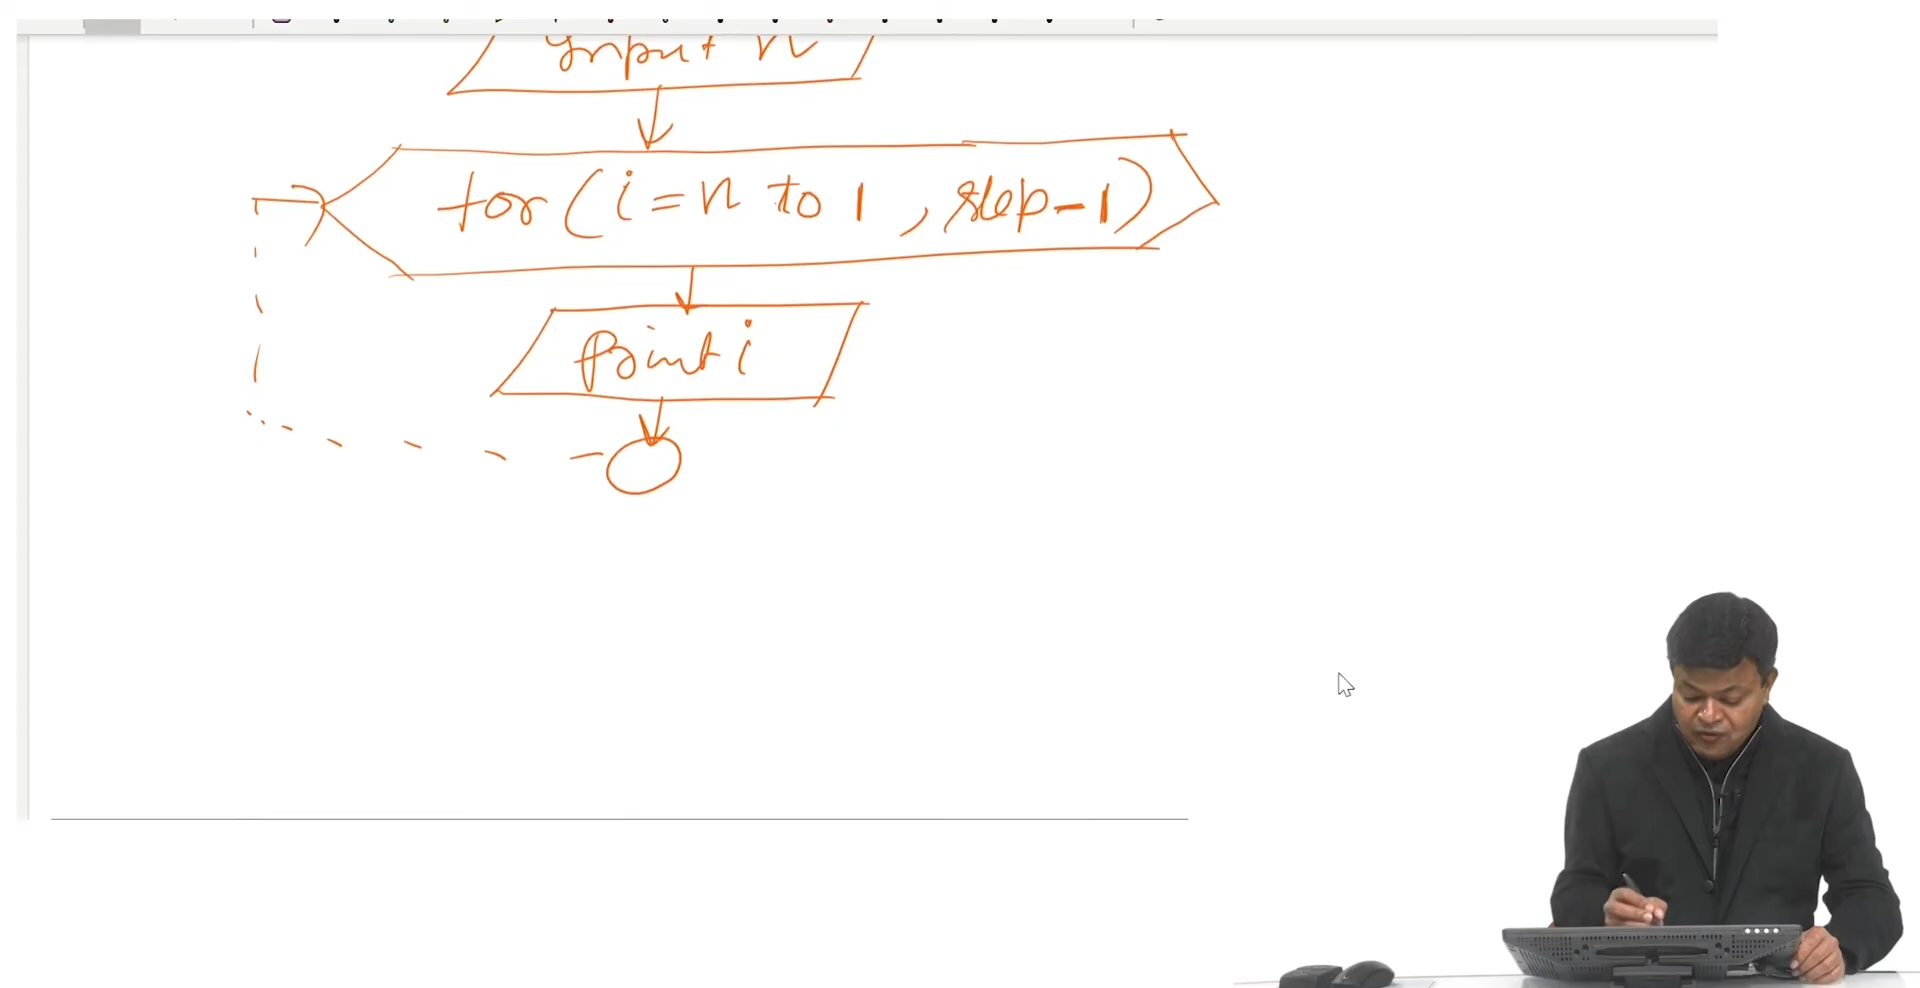 Input n
for (i = n to 1, step - 1)
Print i